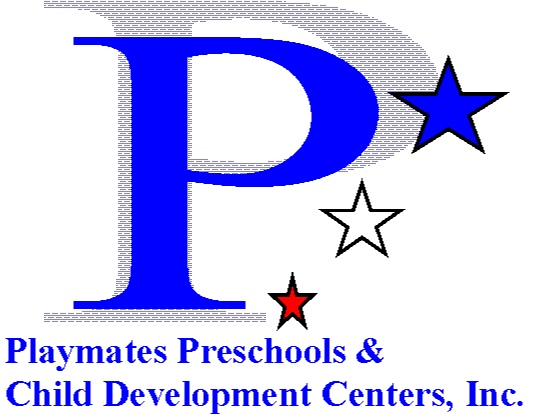 P
Playmates Preschools &
Child Development Centers, Inc.